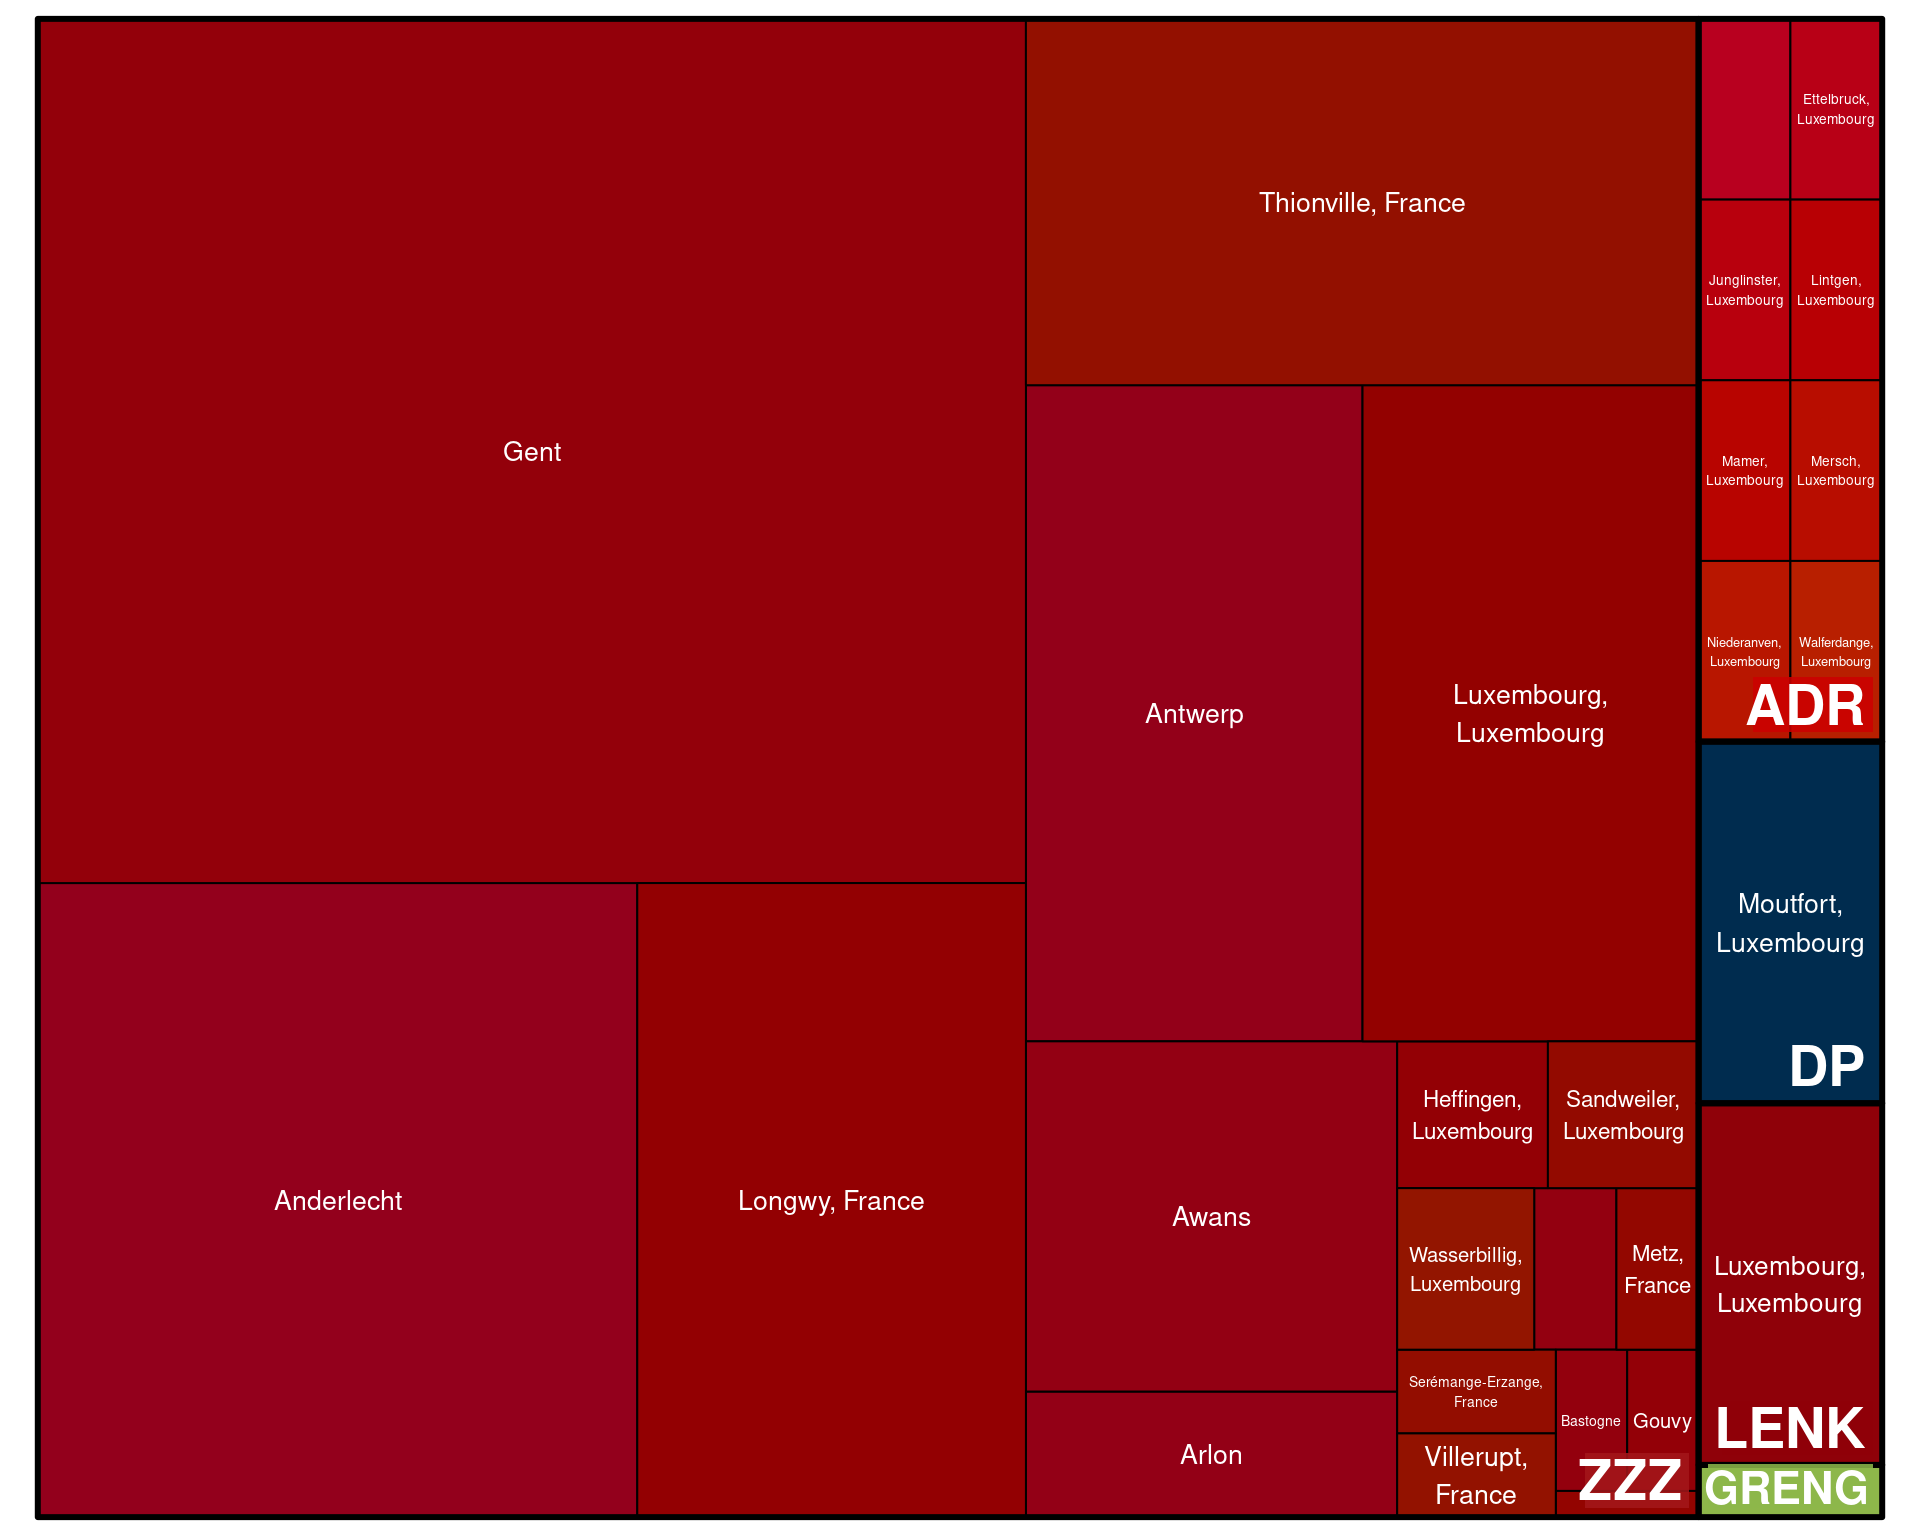 Gent
Anderlecht
Longwy, France
Thionville, France
Antwerp
Luxembourg,
Luxembourg
Awans
Arlon
Heffingen,
Luxembourg
Sandweiler,
Luxembourg
Wasserbillig,
Luxembourg
Metz,
France
Serémange-Erzange,
France
Villerupt,
France
Bastogne
Gouvy
ZZZ
Ettelbruck,
Luxembourg
Junglinster,
Luxembourg
Lintgen,
Luxembourg
Mamer,
Luxembourg
Mersch,
Luxembourg
Niederanven,
Luxembourg
Walferdange,
Luxembourg
ADR
Moutfort,
Luxembourg
DP
Luxembourg,
Luxembourg
LENK
GRENG